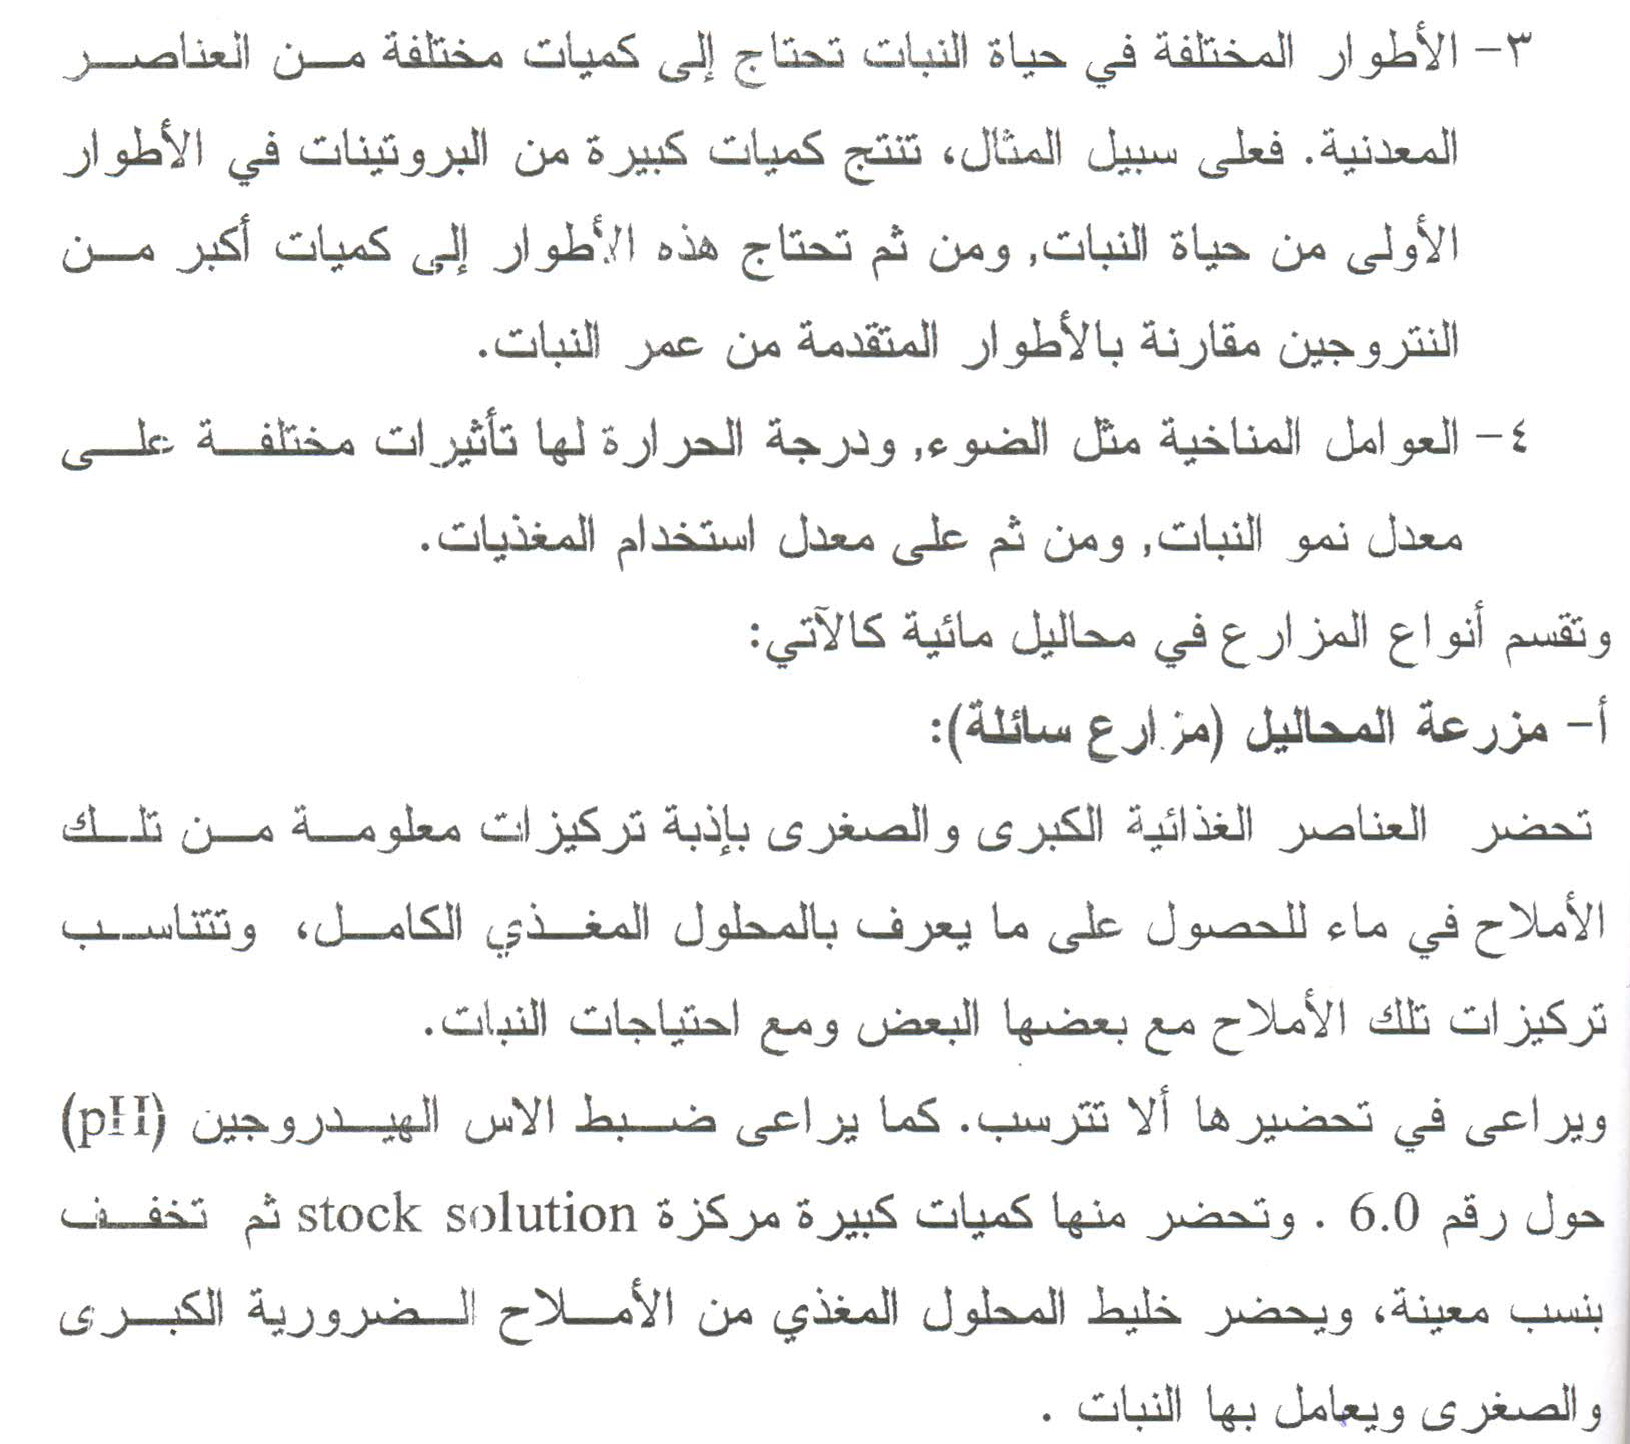 ٣- الأطوار المختلفة في حياة النبات تحتاج إلى كميات مختلفة من العناصر
المعدنية. فعلى سبيل المثال، تنتج كميات كبيرة من البروتينات في الأطوار
الأولى من حياة النبات, ومن ثم تحتاج هذه الأطوار إلى كميات أكبر من
النتروجين مقارنة بالأطوار المتقدمة من عمر النبات.
٤- العوامل المناخية مثل الضوء, ودرجة الحرارة لها تأثيرات مختلفة على
معدل نمو النبات, ومن ثم على معدل استخدام المغذيات.
وتقسم أنواع المزارع في محاليل مائية كالآتي:
أ- مزرعة المحاليل (مزارع سائلة):
تحضر العناصر الغذائية الكبرى والصغرى بإذبة تركيزات معلومة من تلك
الأملاح في ماء للحصول على ما يعرف بالمحلول المغذي الكامل، وتتناسب
تركيزات تلك الأملاح مع بعضها البعض ومع احتياجات النبات.
ويراعى في تحضيرها ألا تترسب. كما يراعى ضبط الاس الهيدروجين (pH)
حول رقم 6.0 . وتحضر منها كميات كبيرة مركزة stock solution ثم تخفف
بنسب معينة، ويحضر خليط المحلول المغذي من الأملاح الضرورية الكبرى
والصغرى ويعامل بها النبات .